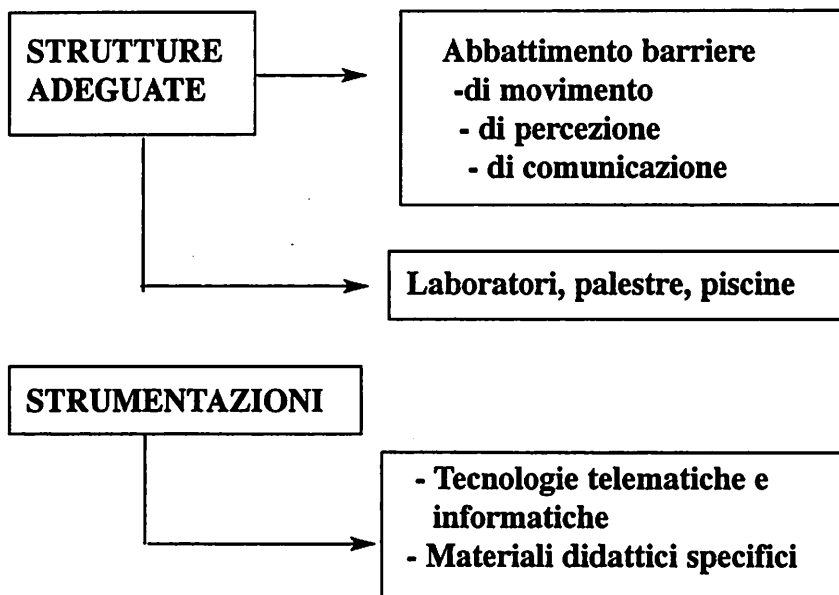 STRUTTURE
ADEGUATE
Abbattimento barriere
-di movimento
- di percezione
- di comunicazione
Laboratori, palestre, piscine
STRUMENTAZIONI
- Tecnologie telematiche e
informatiche
- Materiali didattici specifici